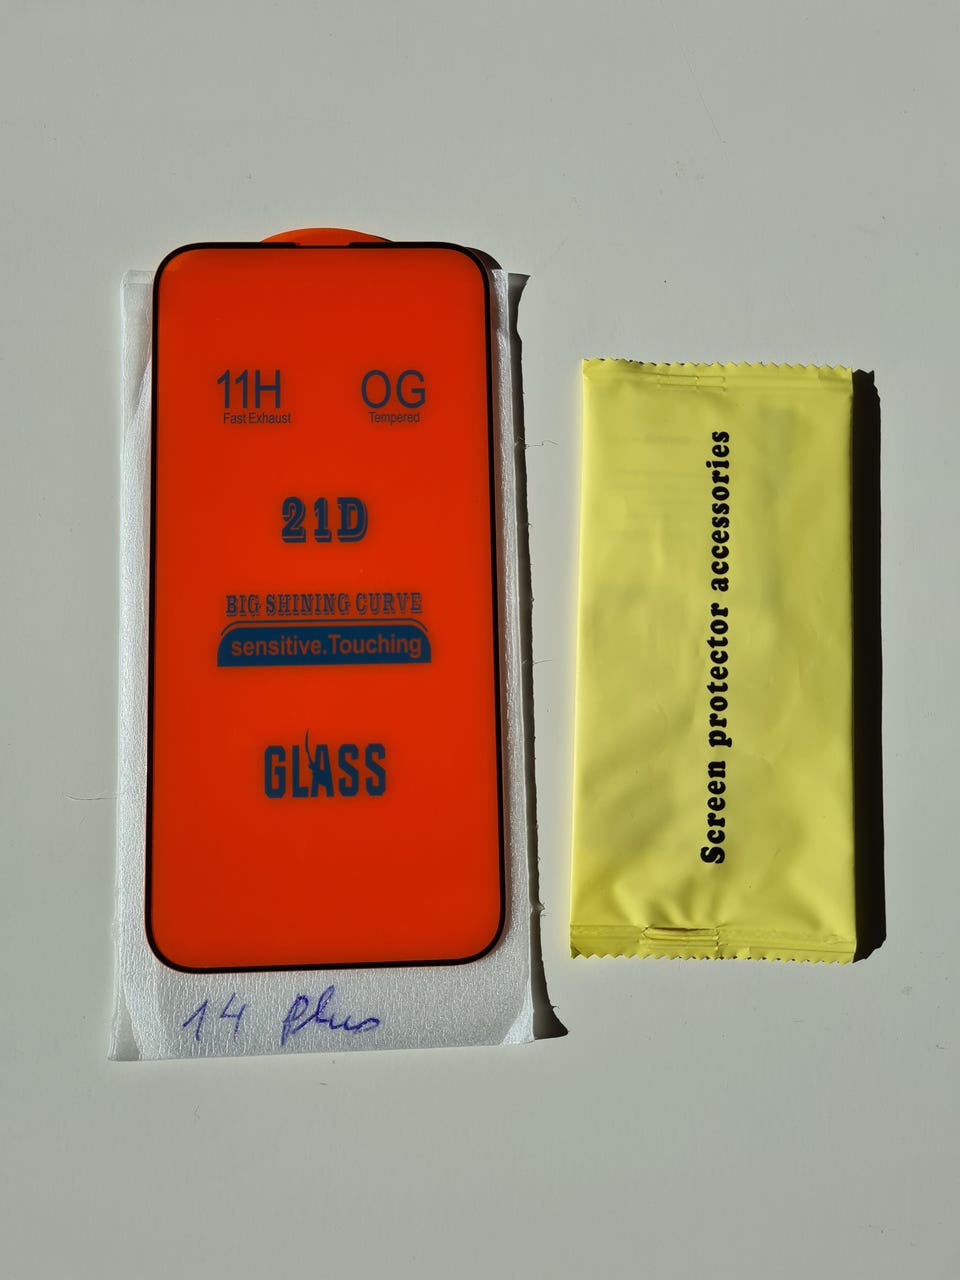 11H
Fast Exhaust
OG
Tempered
21D
BIG SHINING CURVE
sensitive.Touching
GLASS
14 plus
Screen protector accessories